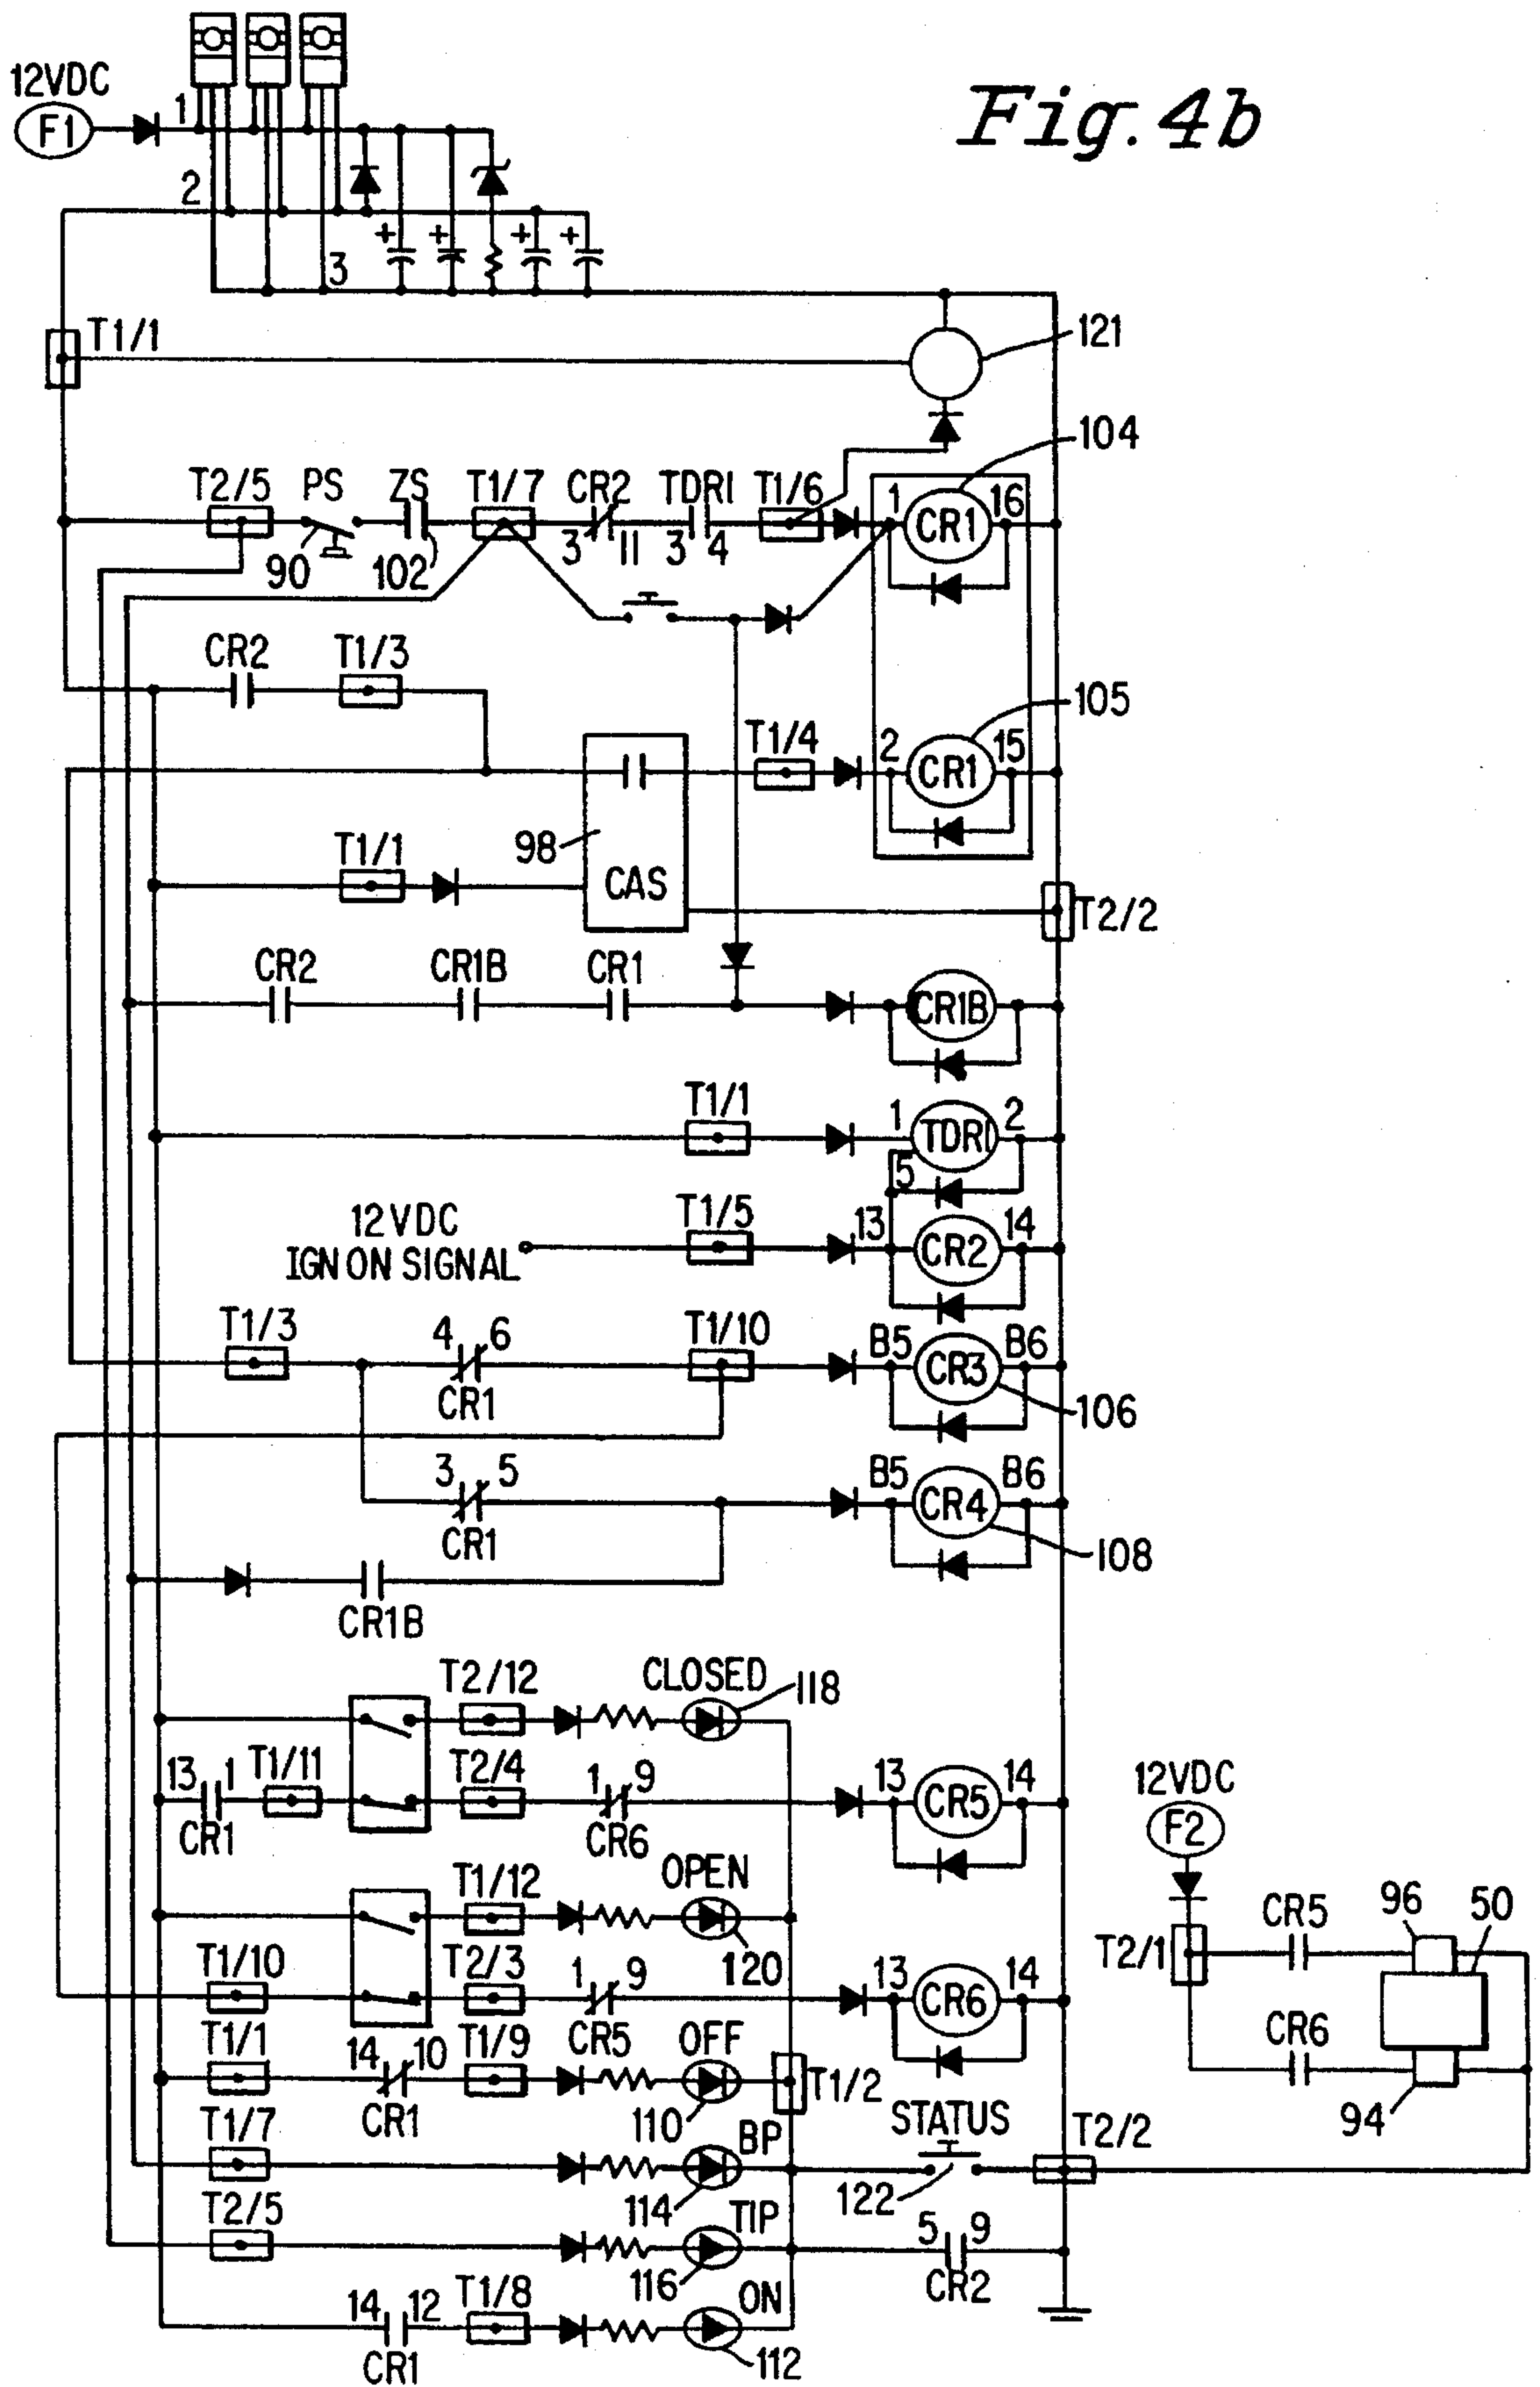 Fig. 4b
12VDC
F1
1
2
3
+ + + +
T1/1
121
104
T2/5 PS ZS T1/7 CR2 TDR1 T1/6 1 CR1 16
90 102 3 11 3 4
CR2 T1/3
105
T1/4 2 CR1 15
98
T1/1
CAS
T2/2
CR2 CR1B CR1
CR1B
T1/1 1 TDR1 2
5
12VDC
IGN ON SIGNAL
T1/5 13 CR2 14
T1/3 4 6 T1/10 B5 CR3 B6
CR1 106
3 5 B5 CR4 B6
CR1 108
CR1B
T2/12 CLOSED 118
13 1 T1/11 T2/4 1 9 13 CR5 14
CR1 CR6
12VDC
F2
T1/12 OPEN
120
CR5 96 50
T2/1
T1/10 T2/3 1 9 13 CR6 14
CR5
CR6
94
T1/1 14 10 T1/9 OFF
CR1 110
T1/2
T1/7 BP STATUS T2/2
114 122
T2/5 TIP 5 9
116 CR2
14 12 T1/8 ON
CR1 112